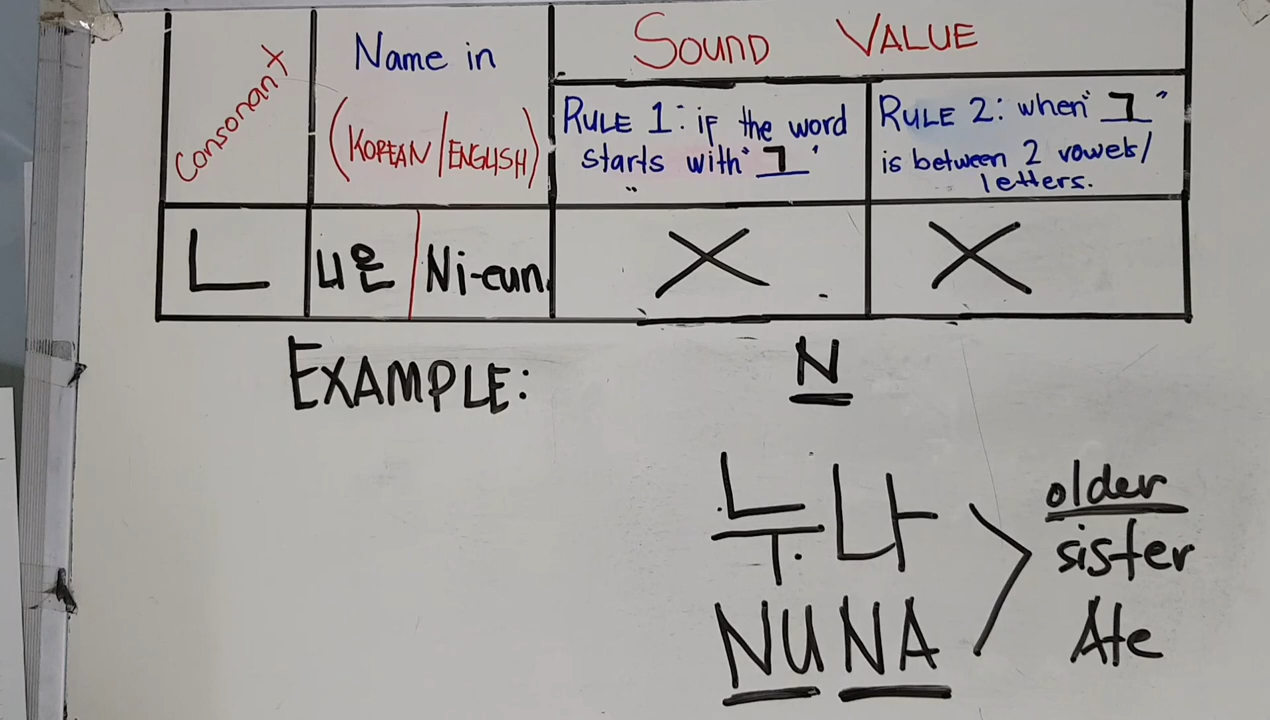 Consonant
Name in
(KOREAN/ENGLISH)
SOUND VALUE
RULE 1: if the word
starts with "ㄱ"
RULE 2: when "ㄱ"
is between 2 vowels/
letters.
ㄴ
니은
Ni-eun.
X
X
EXAMPLE:
N
누나
NUNA
older
sister
Ate